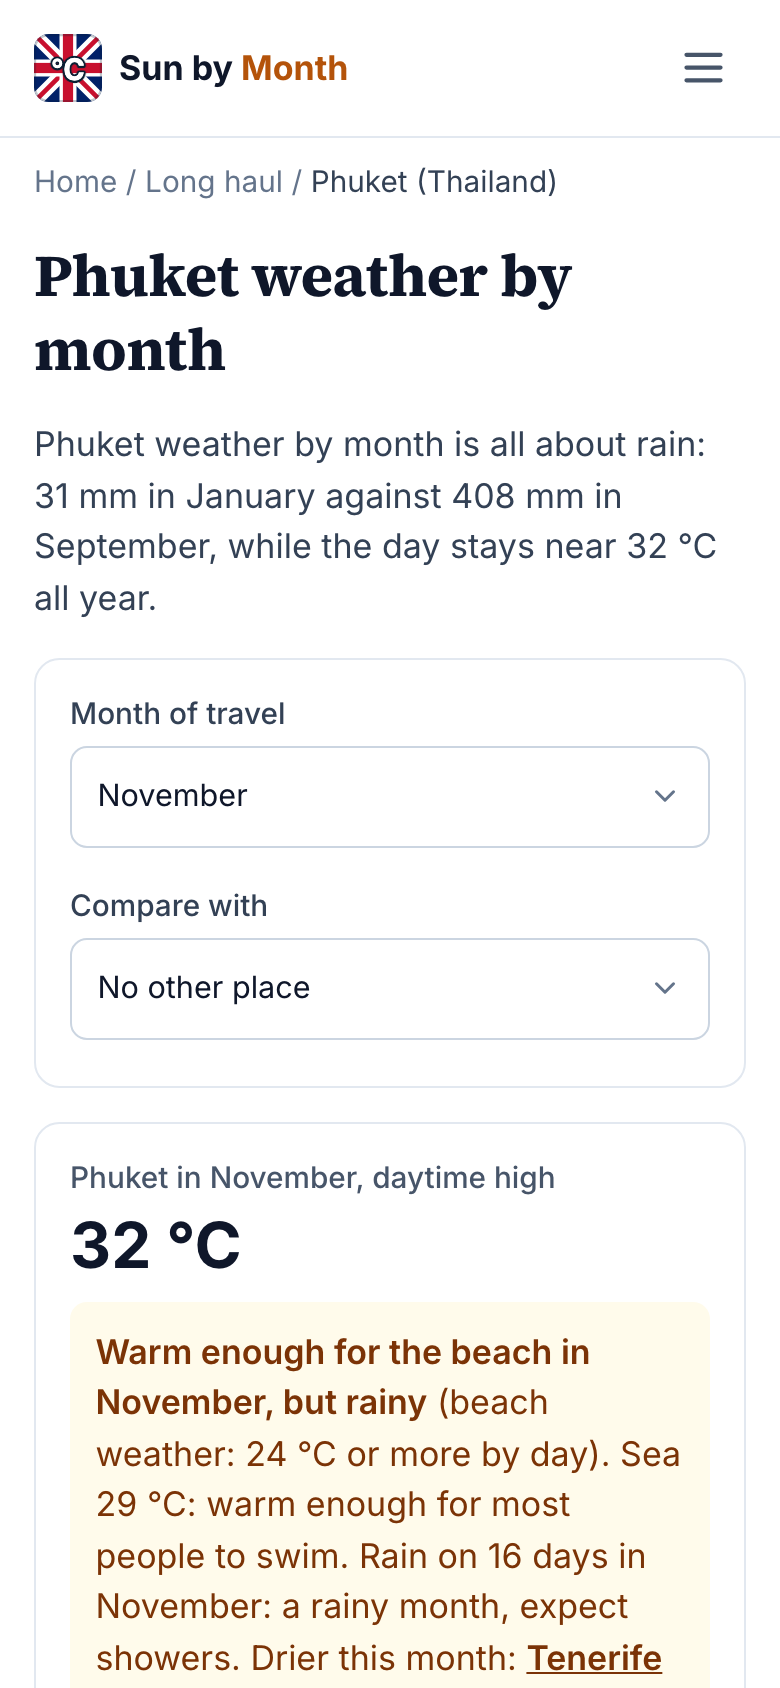 °C
Sun by Month
Home / Long haul / Phuket (Thailand)
Phuket weather by
month
Phuket weather by month is all about rain:
31 mm in January against 408 mm in
September, while the day stays near 32 °C
all year.
Month of travel
November
Compare with
No other place
Phuket in November, daytime high
32 °C
Warm enough for the beach in
November, but rainy (beach
weather: 24 °C or more by day). Sea
29 °C: warm enough for most
people to swim. Rain on 16 days in
November: a rainy month, expect
showers. Drier this month: Tenerife